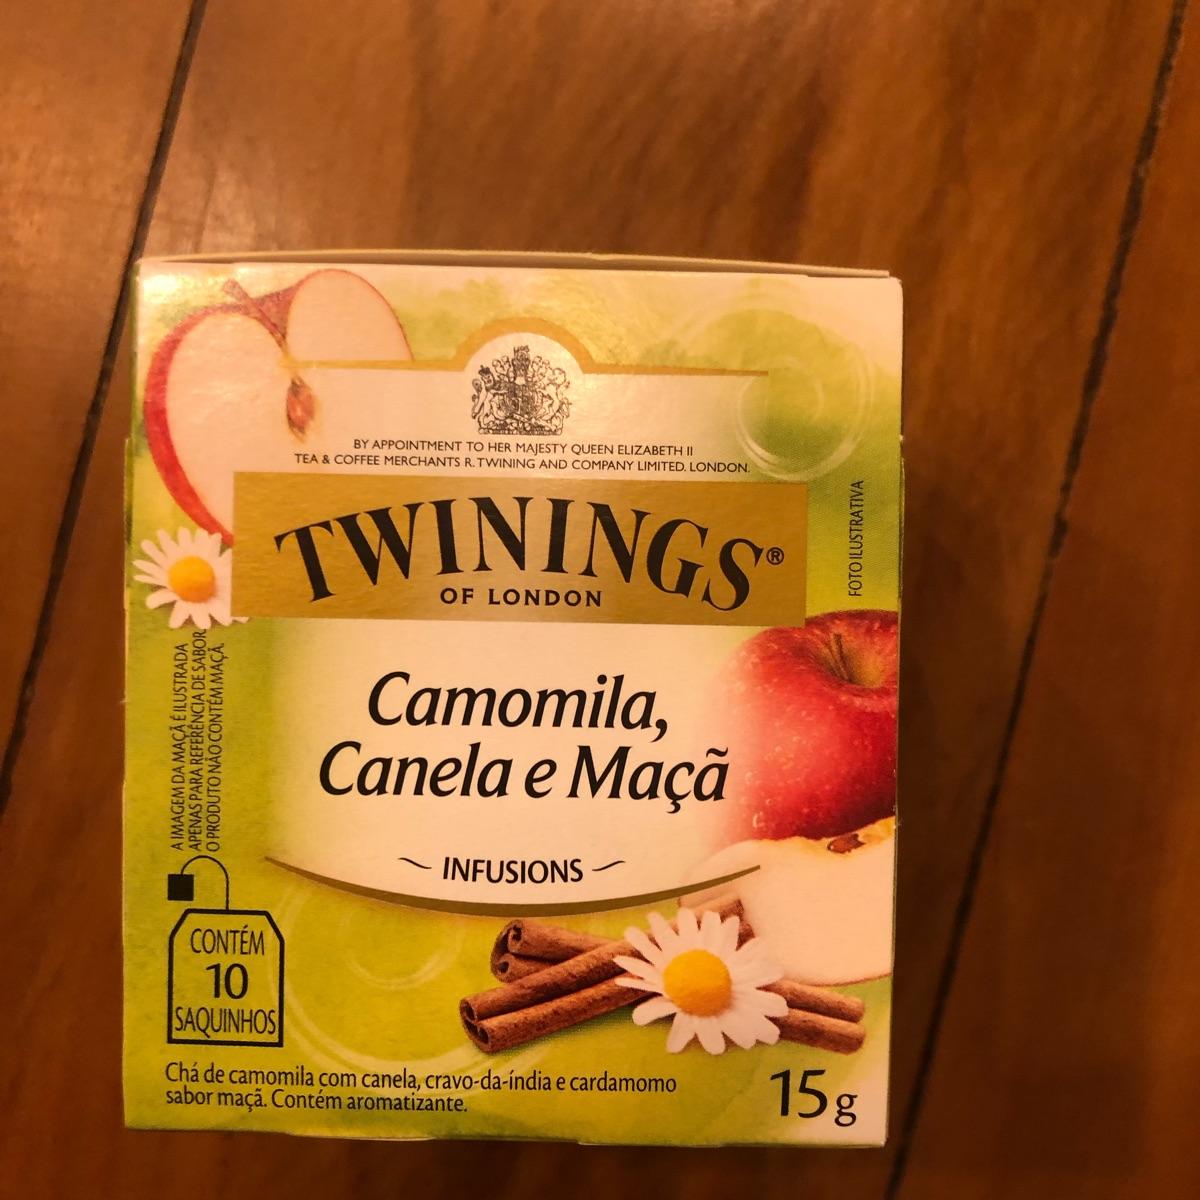 BY APPOINTMENT TO HER MAJESTY QUEEN ELIZABETH II
TEA & COFFEE MERCHANTS R. TWINING AND COMPANY LIMITED. LONDON.
TWININGS®
OF LONDON
FOTO ILUSTRATIVA
Camomila,
Canela e Maçã
INFUSIONS
A IMAGEM DA MAÇÃ É ILUSTRADA
APENAS PARA REFERÊNCIA DE SABOR
O PRODUTO NÃO CONTÉM MAÇÃ.
CONTÉM
10
SAQUINHOS
Chá de camomila com canela, cravo-da-índia e cardamomo
sabor maçã. Contém aromatizante.
15g